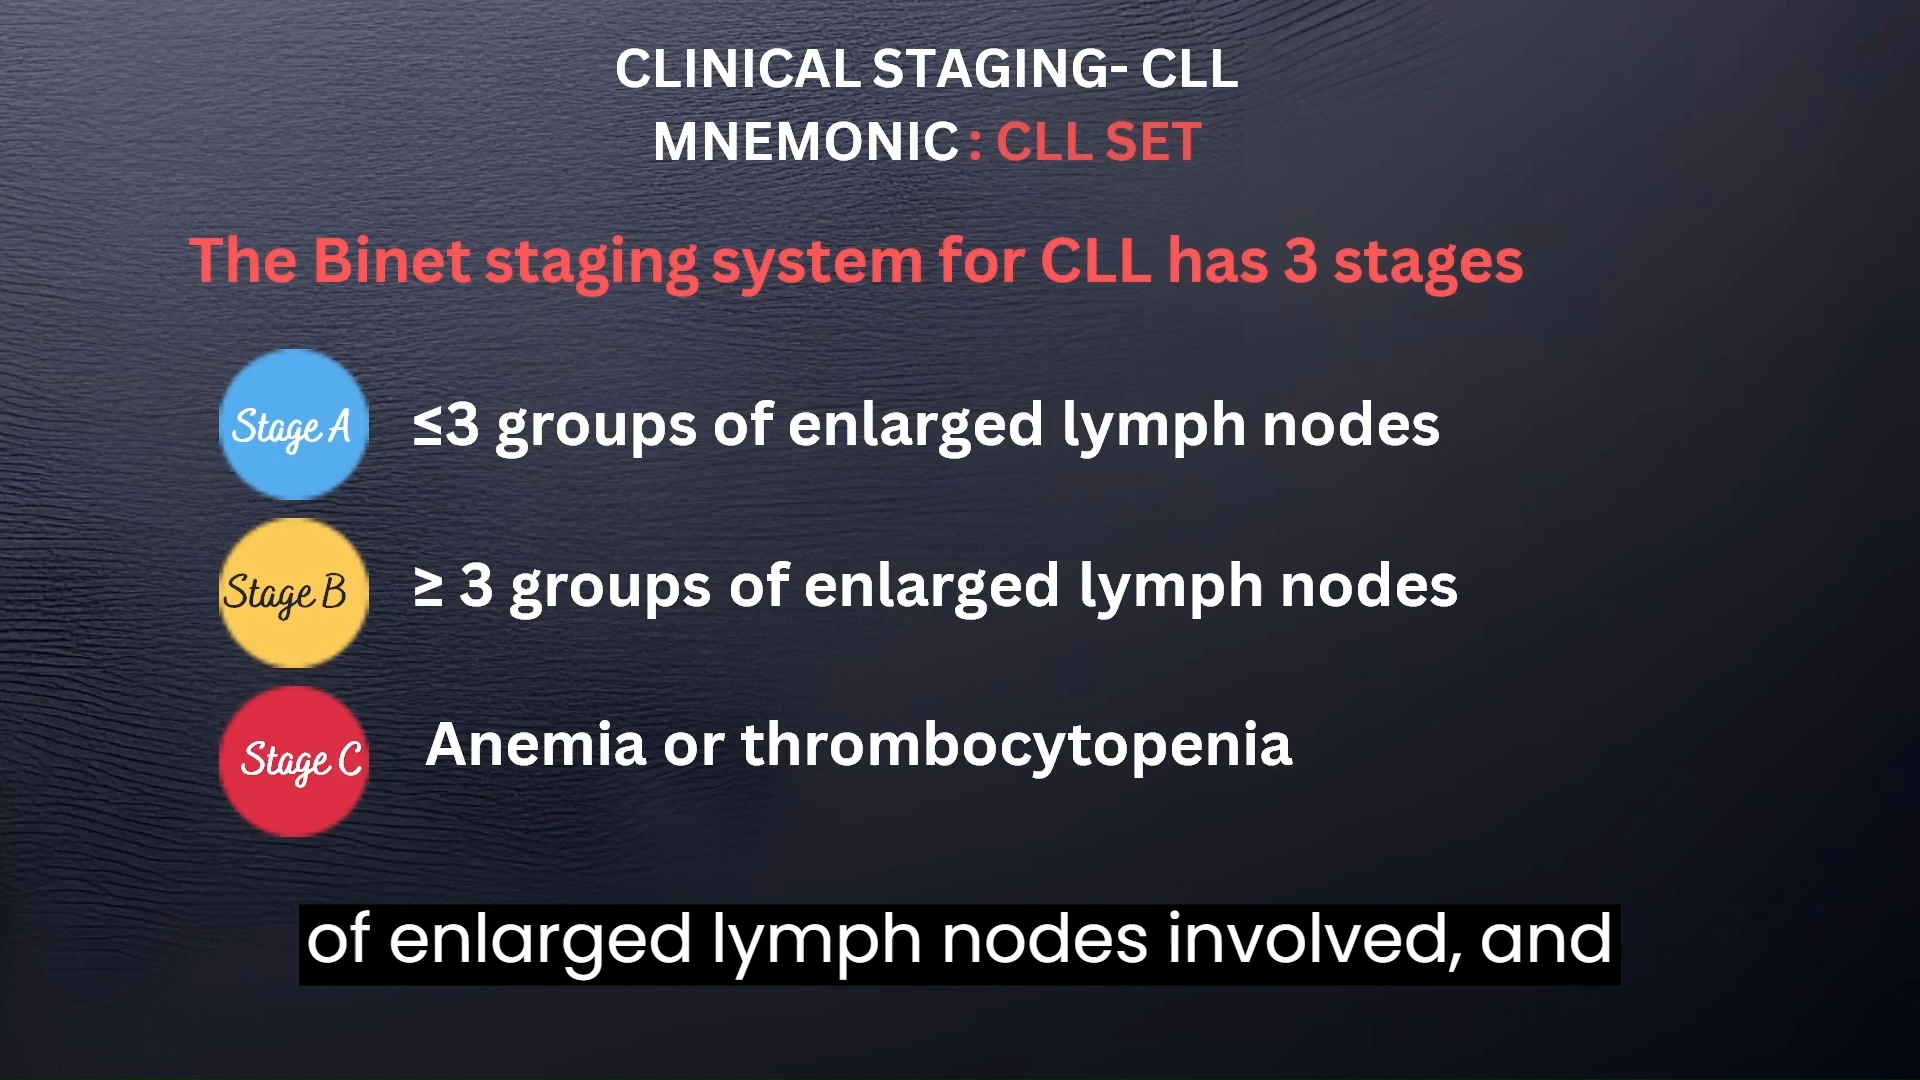 CLINICAL STAGING- CLL
MNEMONIC : CLL SET
The Binet staging system for CLL has 3 stages
Stage A
≤3 groups of enlarged lymph nodes
Stage B
≥ 3 groups of enlarged lymph nodes
Stage C
Anemia or thrombocytopenia
of enlarged lymph nodes involved, and